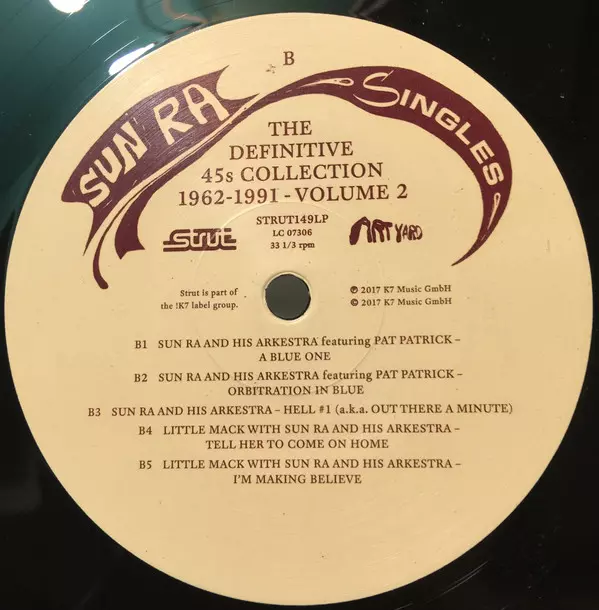 B
SUN RA
SINGLES
THE
DEFINITIVE
45s COLLECTION
1962-1991 - VOLUME 2
STRUT149LP
LC 07306
33 1/3 rpm
Strut
ART YARD
Strut is part of
the !K7 label group.
℗ 2017 K7 Music GmbH
© 2017 K7 Music GmbH
B1 SUN RA AND HIS ARKESTRA featuring PAT PATRICK –
A BLUE ONE
B2 SUN RA AND HIS ARKESTRA featuring PAT PATRICK –
ORBITRATION IN BLUE
B3 SUN RA AND HIS ARKESTRA – HELL #1 (a.k.a. OUT THERE A MINUTE)
B4 LITTLE MACK WITH SUN RA AND HIS ARKESTRA –
TELL HER TO COME ON HOME
B5 LITTLE MACK WITH SUN RA AND HIS ARKESTRA –
I'M MAKING BELIEVE